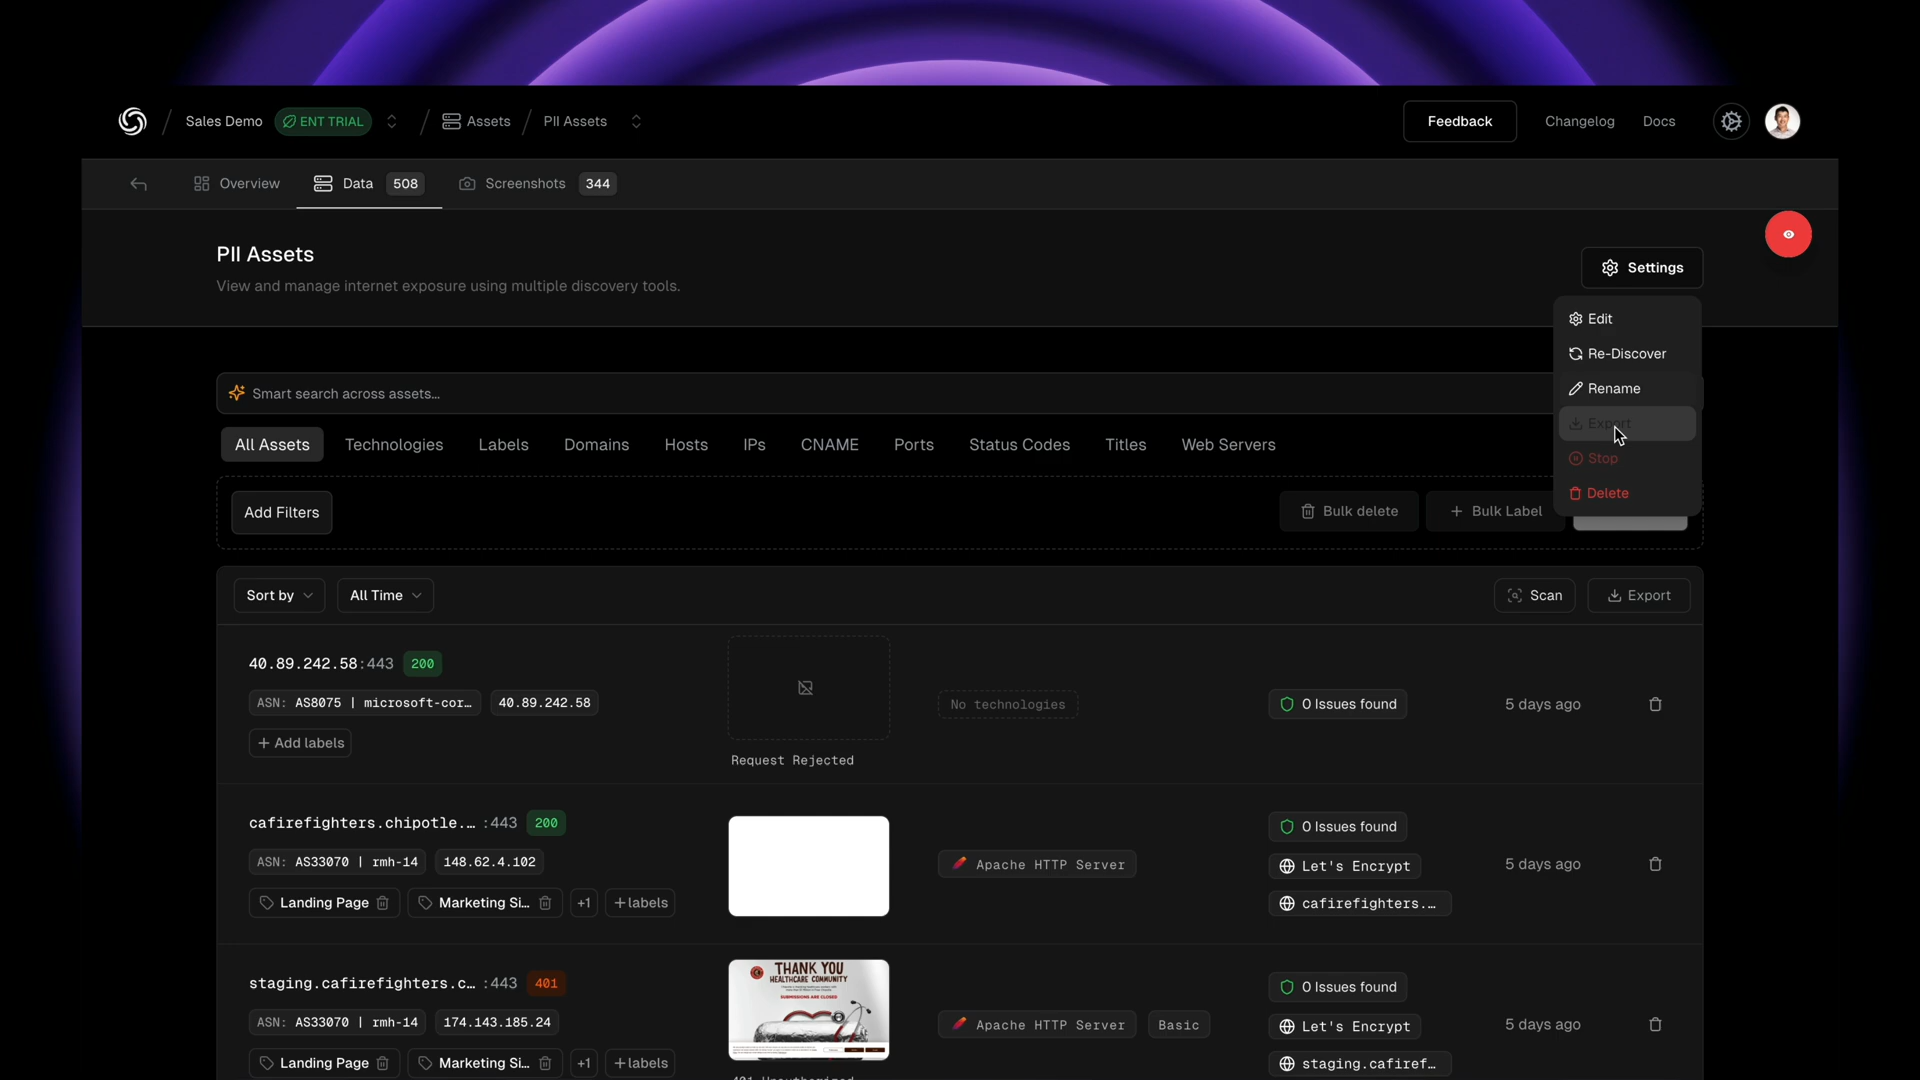 Sales Demo ENT TRIAL Assets PII Assets Feedback Changelog Docs
Overview Data 508 Screenshots 344
PII Assets
View and manage internet exposure using multiple discovery tools.
Settings
Edit
Re-Discover
Rename
Export
Stop
Delete
Smart search across assets...
All Assets Technologies Labels Domains Hosts IPs CNAME Ports Status Codes Titles Web Servers
Add Filters Bulk delete + Bulk Label
Sort by All Time Scan Export
40.89.242.58:443 200
ASN: AS8075 | microsoft-cor… 40.89.242.58
+ Add labels
Request Rejected
No technologies
0 Issues found
5 days ago
cafirefighters.chipotle.… :443 200
ASN: AS33070 | rmh-14 148.62.4.102
Landing Page Marketing Si… +1 +labels
Apache HTTP Server
0 Issues found
Let's Encrypt
cafirefighters.…
5 days ago
staging.cafirefighters.c… :443 401
ASN: AS33070 | rmh-14 174.143.185.24
Landing Page Marketing Si… +1 +labels
THANK YOU
HEALTHCARE COMMUNITY
SUBMISSIONS ARE CLOSED
Apache HTTP Server Basic
0 Issues found
Let's Encrypt
staging.cafiref…
5 days ago